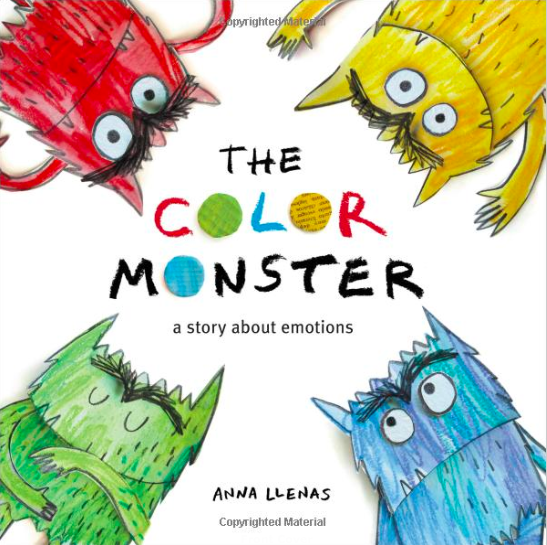 Copyrighted Material
THE
COLOR
MONSTER
a story about emotions
ANNA LLENAS
Copyrighted Material